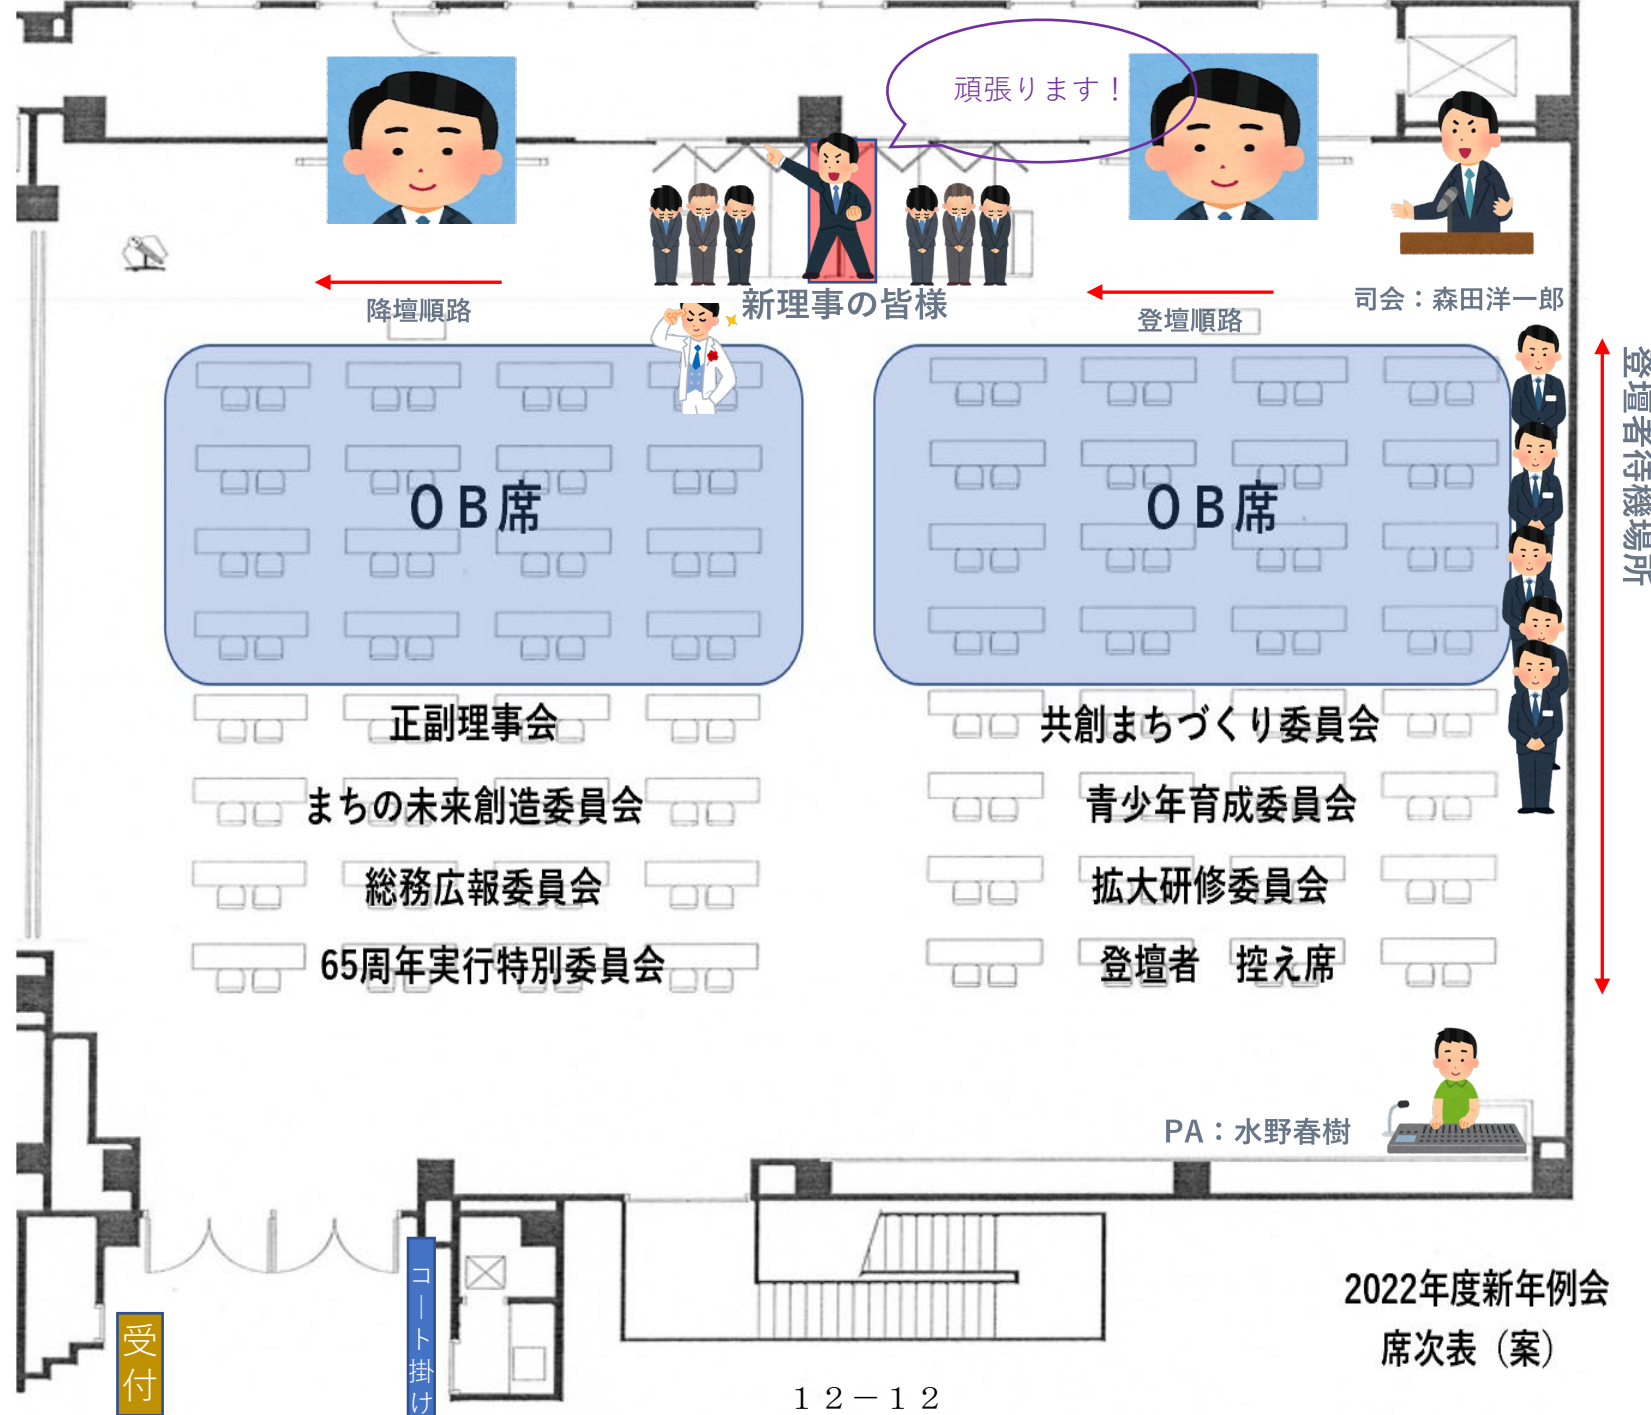 頑張ります！
降壇順路
新理事の皆様
登壇順路
司会：森田洋一郎
登壇者待機場所
ＯＢ席
ＯＢ席
正副理事会
共創まちづくり委員会
まちの未来創造委員会
青少年育成委員会
総務広報委員会
拡大研修委員会
65周年実行特別委員会
登壇者　控え席
PA：水野春樹
コート掛け
受付
2022年度新年例会
席次表（案）
１２－１２